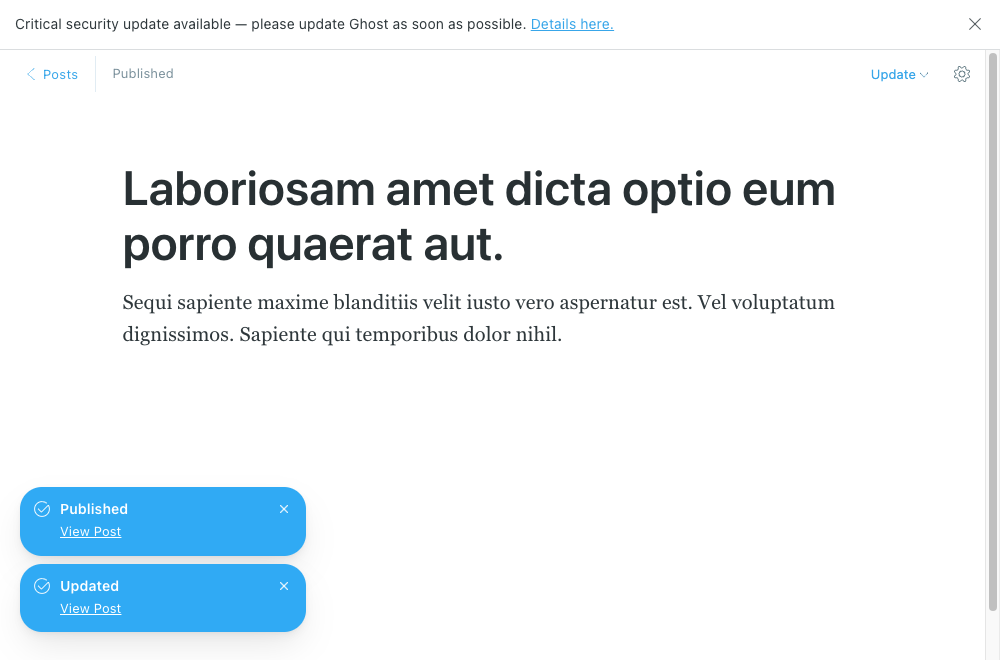 Critical security update available — please update Ghost as soon as possible. Details here.
Posts
Published
Update
Laboriosam amet dicta optio eum
porro quaerat aut.
Sequi sapiente maxime blanditiis velit iusto vero aspernatur est. Vel voluptatum
dignissimos. Sapiente qui temporibus dolor nihil.
Published
View Post
Updated
View Post